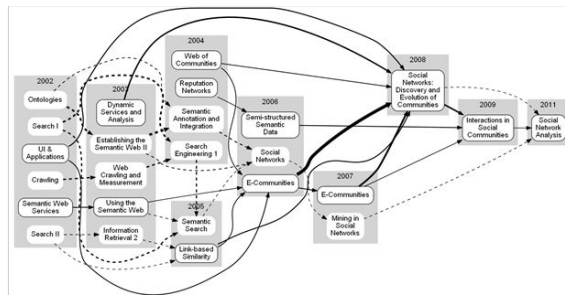 2002
Ontologies
Search I
UI &
Applications
Crawling
Semantic Web
Services
Search II
2003
Dynamic
Services and
Analysis
Establishing the
Semantic Web II
Web
Crawling and
Measurement
Using the
Semantic Web
Information
Retrieval 2
2004
Web of
Communities
Reputation
Networks
Semantic
Annotation and
Integration
Search
Engineering 1
2005
Semantic
Search
Link-based
Similarity
2006
Semi-structured
Semantic
Data
Social
Networks
E-Communities
2007
E-Communities
Mining in
Social
Networks
2008
Social
Networks:
Discovery and
Evolution of
Communities
2009
Interactions in
Social
Communities
2011
Social
Network
Analysis